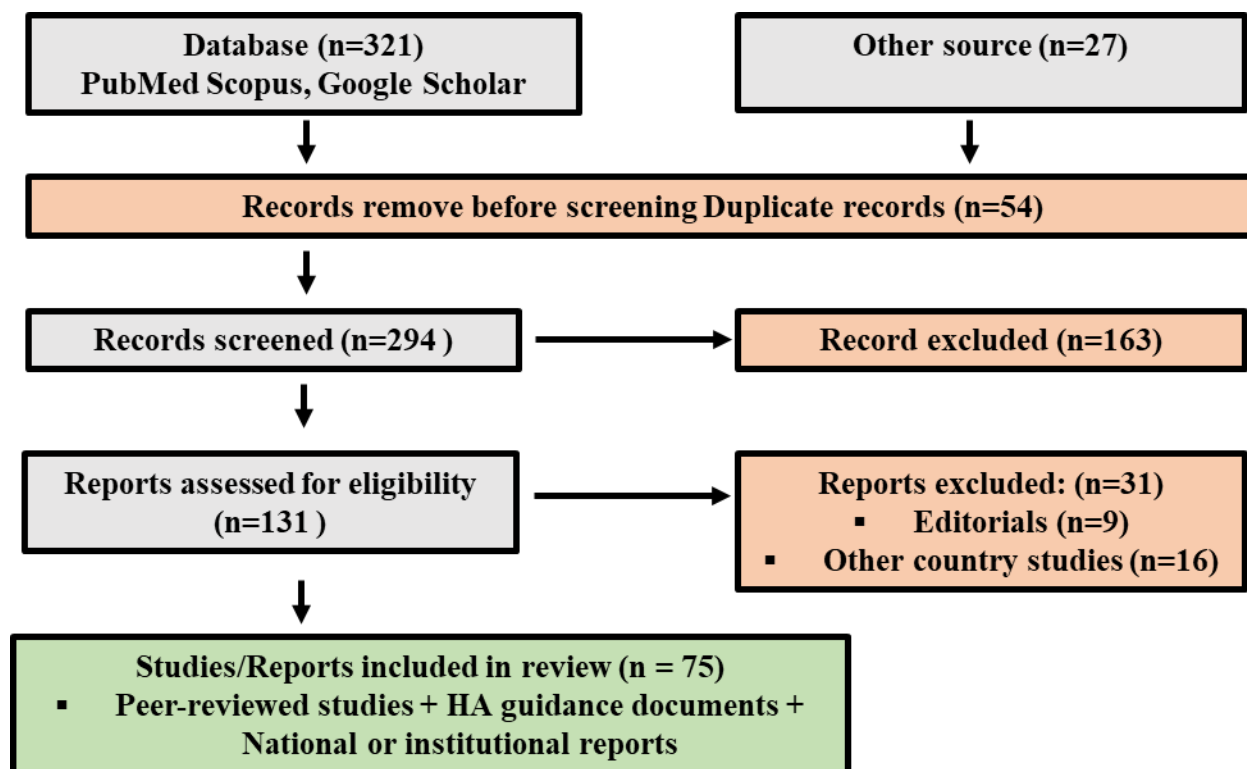 Database (n=321)
PubMed Scopus, Google Scholar
Other source (n=27)
Records remove before screening Duplicate records (n=54)
Records screened (n=294 )
Record excluded (n=163)
Reports assessed for eligibility
(n=131 )
Reports excluded: (n=31)
▪ Editorials (n=9)
▪ Other country studies (n=16)
Studies/Reports included in review (n = 75)
▪ Peer-reviewed studies + HA guidance documents +
National or institutional reports